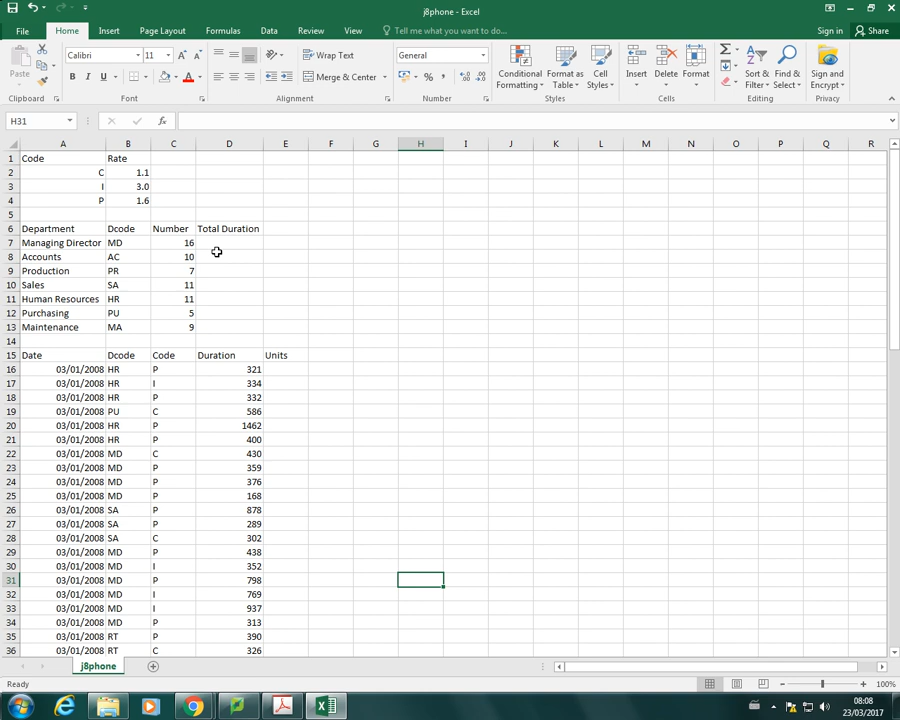 j8phone - Excel
File Home Insert Page Layout Formulas Data Review View Tell me what you want to do... Sign in Share
Paste Calibri 11 A A Wrap Text General Conditional Formatting Format as Table Cell Styles Insert Delete Format Sort & Filter Find & Select Sign and Encrypt
B I U A Merge & Center % ,
Clipboard Font Alignment Number Styles Cells Editing Privacy
H31 fx
A B C D E F G H I J K L M N O P Q R
1 Code Rate
2 C 1.1
3 I 3.0
4 P 1.6
5
6 Department Dcode Number Total Duration
7 Managing Director MD 16
8 Accounts AC 10
9 Production PR 7
10 Sales SA 11
11 Human Resources HR 11
12 Purchasing PU 5
13 Maintenance MA 9
14
15 Date Dcode Code Duration Units
16 03/01/2008 HR P 321
17 03/01/2008 HR I 334
18 03/01/2008 HR P 332
19 03/01/2008 PU C 586
20 03/01/2008 HR P 1462
21 03/01/2008 HR P 400
22 03/01/2008 MD C 430
23 03/01/2008 MD P 359
24 03/01/2008 MD P 376
25 03/01/2008 MD P 168
26 03/01/2008 SA P 878
27 03/01/2008 SA P 289
28 03/01/2008 SA C 302
29 03/01/2008 MD P 438
30 03/01/2008 MD I 352
31 03/01/2008 MD P 798
32 03/01/2008 MD I 769
33 03/01/2008 MD I 937
34 03/01/2008 MD P 313
35 03/01/2008 RT P 390
36 03/01/2008 RT C 326
j8phone
Ready 100%
08:08
23/03/2017